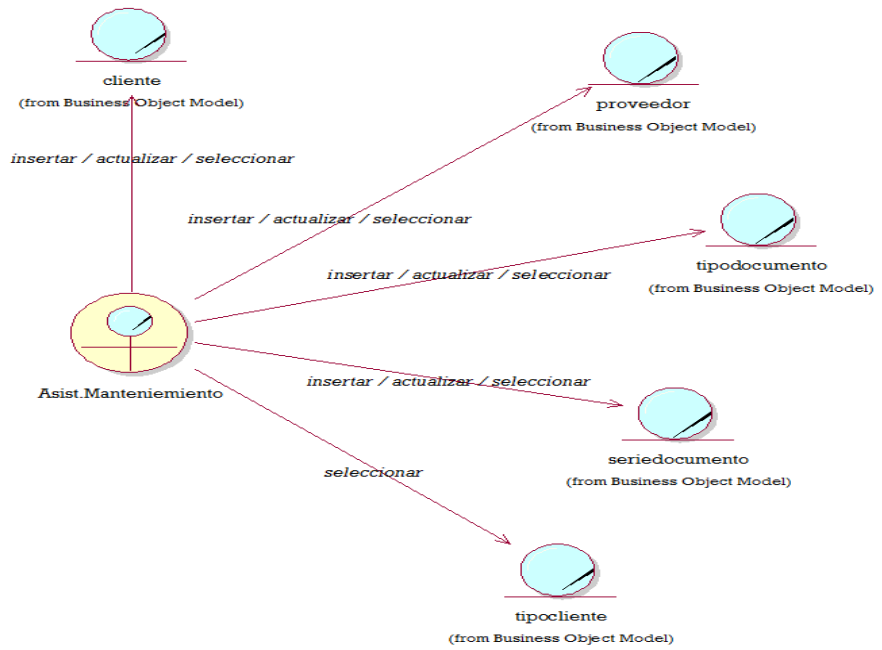 cliente
(from Business Object Model)
proveedor
(from Business Object Model)
insertar / actualizar / seleccionar
insertar / actualizar / seleccionar
tipodocumento
(from Business Object Model)
insertar / actualizar / seleccionar
Asist.Manteniemiento
insertar / actualizar / seleccionar
seriedocumento
(from Business Object Model)
seleccionar
tipocliente
(from Business Object Model)